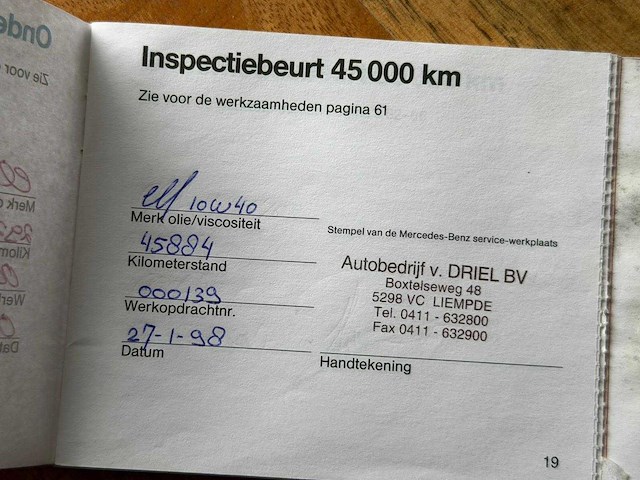 Inspectiebeurt 45 000 km
Zie voor de werkzaamheden pagina 61
elf 10W40
Merk olie/viscositeit
45884
Kilometerstand
000139
Werkopdrachtnr.
27-1-98
Datum
Stempel van de Mercedes-Benz service-werkplaats
Autobedrijf v. DRIEL BV
Boxtelseweg 48
5298 VC LIEMPDE
Tel. 0411 - 632800
Fax 0411 - 632900
Handtekening
19